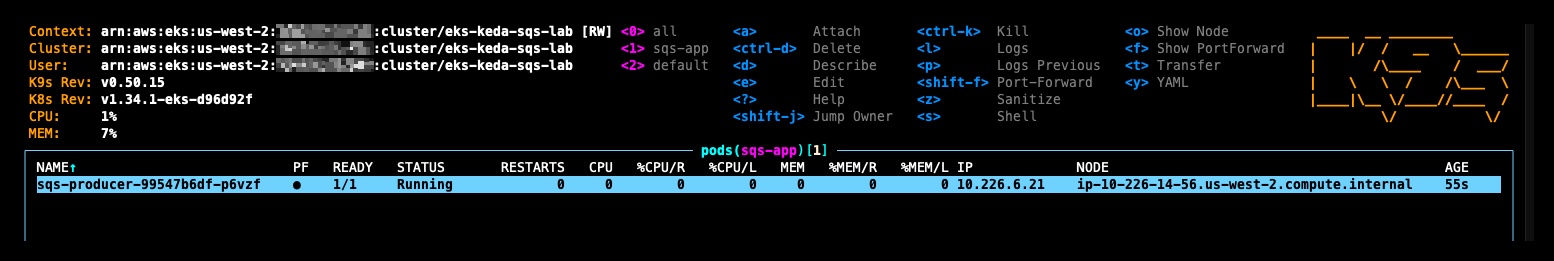 Context: arn:aws:eks:us-west-2: :cluster/eks-keda-sqs-lab [RW] <0> all <a> Attach <ctrl-k> Kill <o> Show Node
Cluster: arn:aws:eks:us-west-2: :cluster/eks-keda-sqs-lab <1> sqs-app <ctrl-d> Delete <l> Logs <f> Show PortForward
User: arn:aws:eks:us-west-2: :cluster/eks-keda-sqs-lab <2> default <d> Describe <p> Logs Previous <t> Transfer
K9s Rev: v0.50.15 <e> Edit <shift-f> Port-Forward <y> YAML
K8s Rev: v1.34.1-eks-d96d92f <?> Help <z> Sanitize
CPU: 1% <shift-j> Jump Owner <s> Shell
MEM: 7%
K9s
pods(sqs-app)[1]
NAME↑ PF READY STATUS RESTARTS CPU %CPU/R %CPU/L MEM %MEM/R %MEM/L IP NODE AGE
sqs-producer-99547b6df-p6vzf ● 1/1 Running 0 0 0 0 0 0 0 10.226.6.21 ip-10-226-14-56.us-west-2.compute.internal 55s